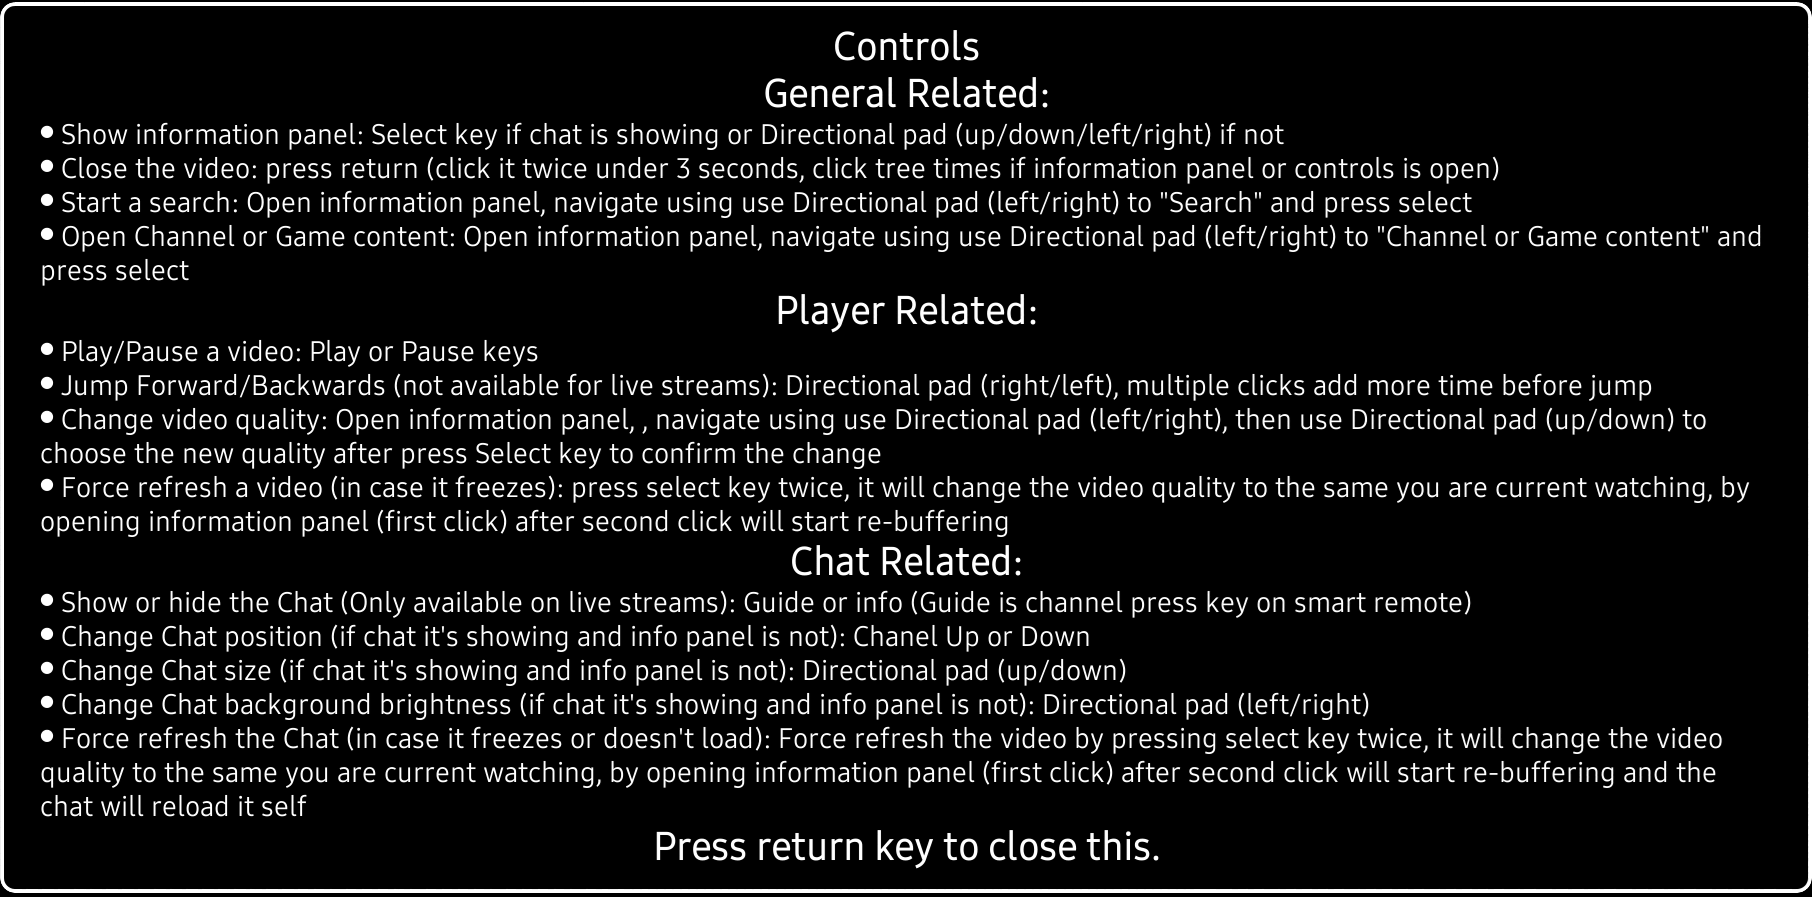 Controls
General Related:
• Show information panel: Select key if chat is showing or Directional pad (up/down/left/right) if not
• Close the video: press return (click it twice under 3 seconds, click tree times if information panel or controls is open)
• Start a search: Open information panel, navigate using use Directional pad (left/right) to "Search" and press select
• Open Channel or Game content: Open information panel, navigate using use Directional pad (left/right) to "Channel or Game content" and
press select
Player Related:
• Play/Pause a video: Play or Pause keys
• Jump Forward/Backwards (not available for live streams): Directional pad (right/left), multiple clicks add more time before jump
• Change video quality: Open information panel, , navigate using use Directional pad (left/right), then use Directional pad (up/down) to
choose the new quality after press Select key to confirm the change
• Force refresh a video (in case it freezes): press select key twice, it will change the video quality to the same you are current watching, by
opening information panel (first click) after second click will start re-buffering
Chat Related:
• Show or hide the Chat (Only available on live streams): Guide or info (Guide is channel press key on smart remote)
• Change Chat position (if chat it's showing and info panel is not): Chanel Up or Down
• Change Chat size (if chat it's showing and info panel is not): Directional pad (up/down)
• Change Chat background brightness (if chat it's showing and info panel is not): Directional pad (left/right)
• Force refresh the Chat (in case it freezes or doesn't load): Force refresh the video by pressing select key twice, it will change the video
quality to the same you are current watching, by opening information panel (first click) after second click will start re-buffering and the
chat will reload it self
Press return key to close this.